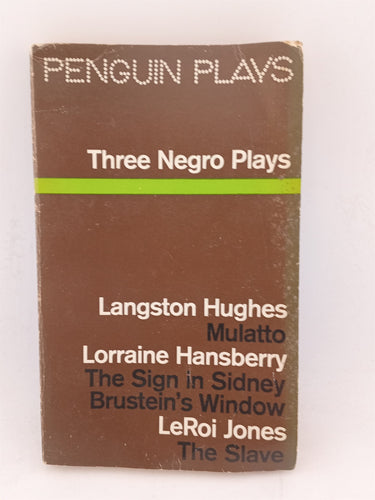 PENGUIN PLAYS
Three Negro Plays
Langston Hughes
Mulatto
Lorraine Hansberry
The Sign in Sidney
Brustein's Window
LeRoi Jones
The Slave